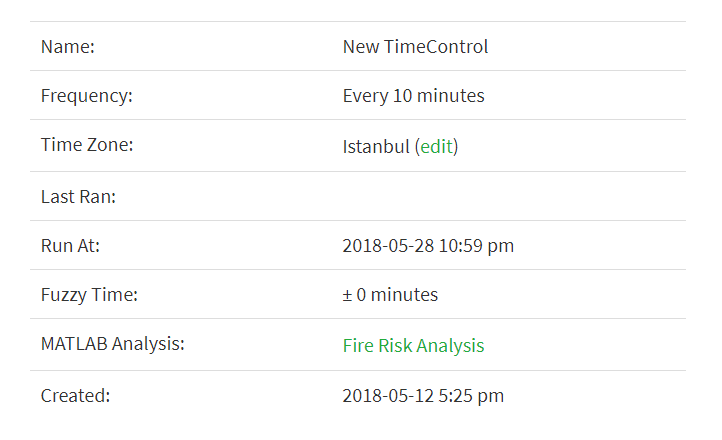 Name: New TimeControl
Frequency: Every 10 minutes
Time Zone: Istanbul (edit)
Last Ran:
Run At: 2018-05-28 10:59 pm
Fuzzy Time: ± 0 minutes
MATLAB Analysis: Fire Risk Analysis
Created: 2018-05-12 5:25 pm